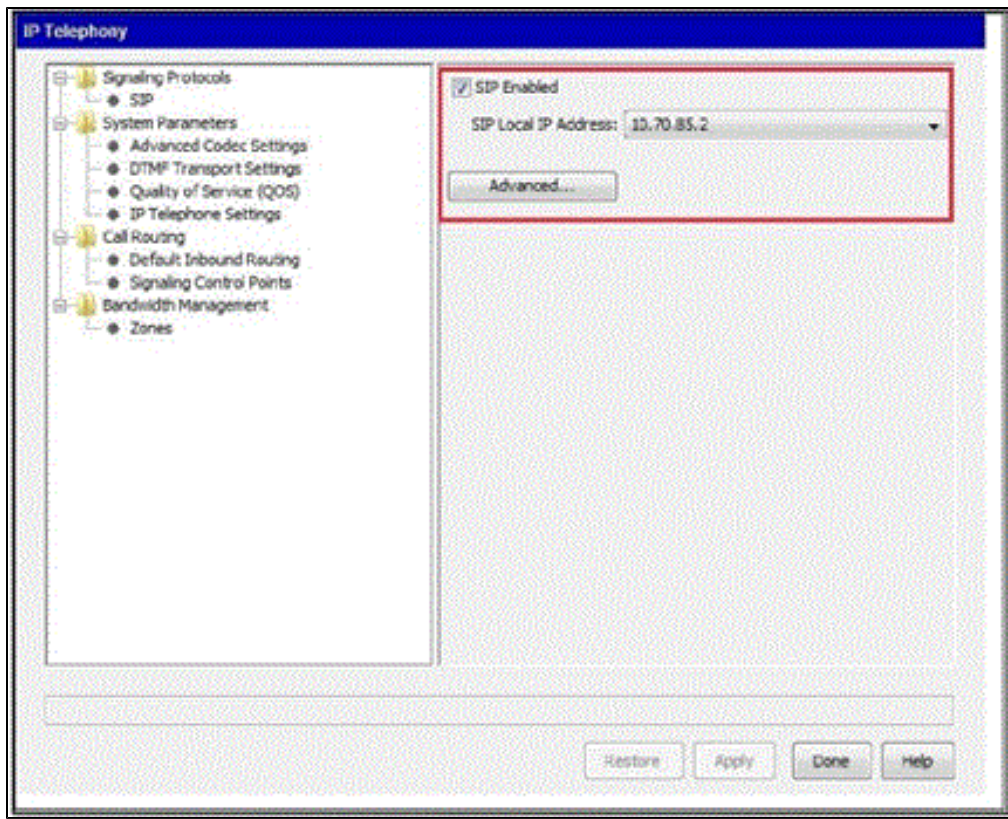 IP Telephony
Signaling Protocols
SIP
System Parameters
Advanced Codec Settings
DTMF Transport Settings
Quality of Service (QOS)
IP Telephone Settings
Call Routing
Default Inbound Routing
Signaling Control Points
Bandwidth Management
Zones
SIP Enabled
SIP Local IP Address: 10.70.85.2
Advanced...
Restore Apply Done Help